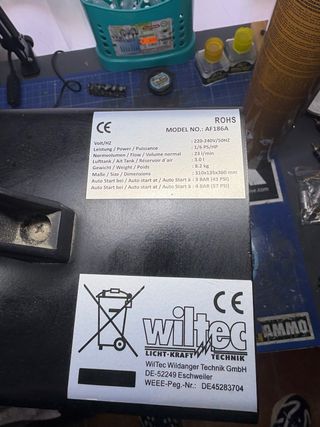 CE
ROHS
MODEL NO.: AF186A
Volt/HZ : 220-240V/50HZ
Leistung / Power / Puissance : 1/6 PS/HP
Normvolumen / Flow / Volume normal : 23 l/min
Lufttank / Air Tank / Réservoir d'air : 3.0 l
Gewicht / Weight / Poids : 8.2 kg
Maße / Size / Dimensions : 310x135x300 mm
Auto Start bei / Auto start at / Auto Start à : 3 BAR (43 PSI)
Auto Start bei / Auto start at / Auto Start à : 4 BAR (57 PSI)
CE
wiltec
LICHT-KRAFT TECHNIK
WilTec Wildanger Technik GmbH
DE-52249 Eschweiler
WEEE-Reg.-Nr.: DE45283704
AMMO